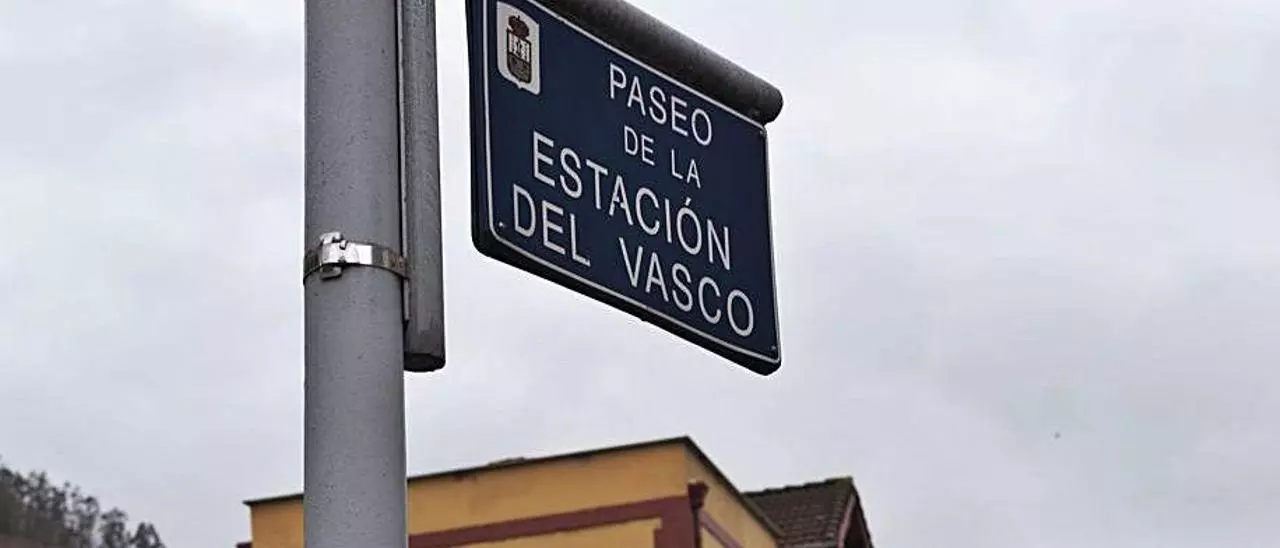 PASEO
DE LA
ESTACIÓN
DEL VASCO